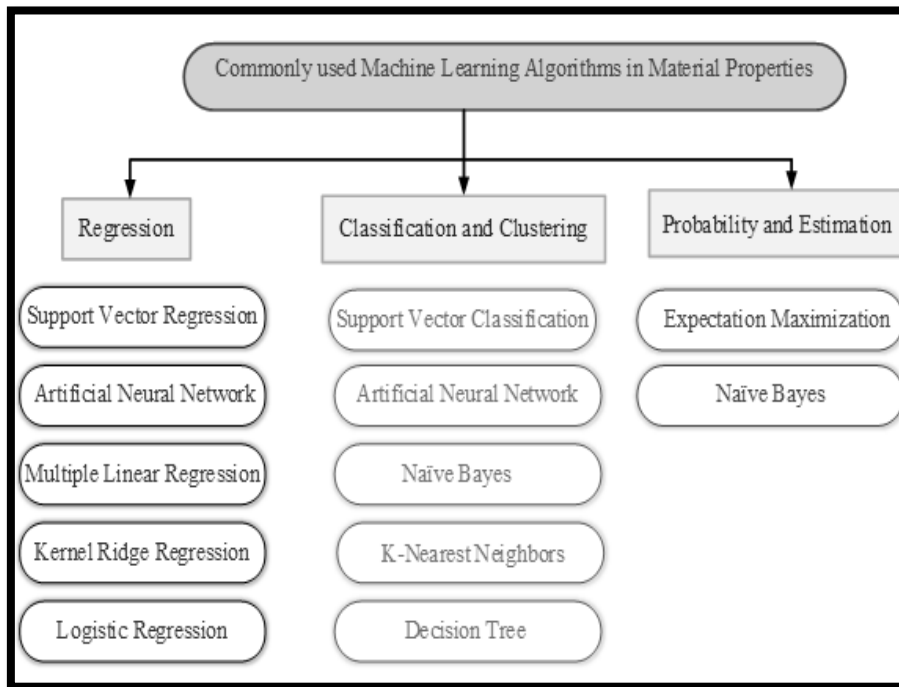 Commonly used Machine Learning Algorithms in Material Properties
Regression
Classification and Clustering
Probability and Estimation
Support Vector Regression
Support Vector Classification
Expectation Maximization
Artificial Neural Network
Artificial Neural Network
Naïve Bayes
Multiple Linear Regression
Naïve Bayes
Kernel Ridge Regression
K-Nearest Neighbors
Logistic Regression
Decision Tree